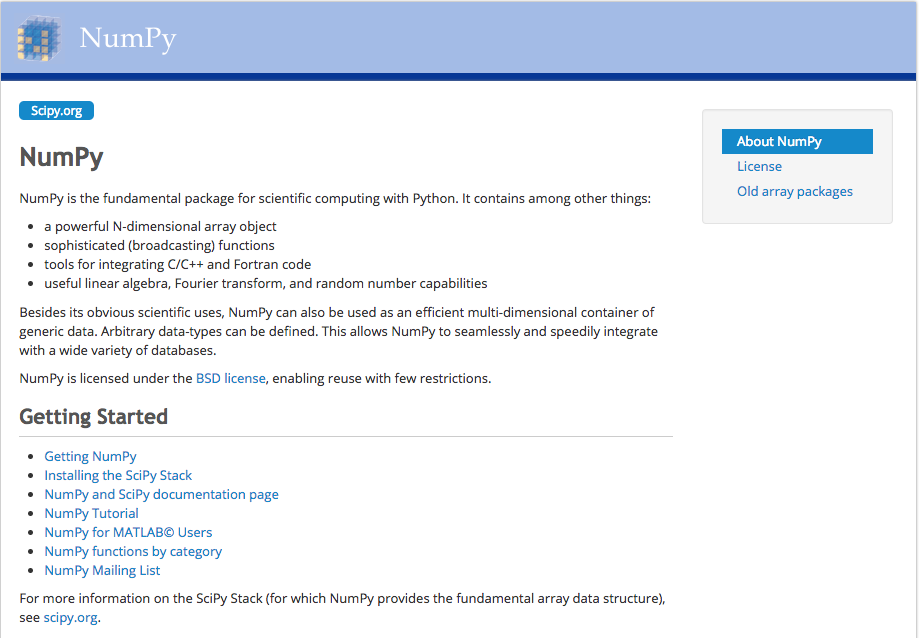 NumPy
Scipy.org
NumPy
NumPy is the fundamental package for scientific computing with Python. It contains among other things:
a powerful N-dimensional array object
sophisticated (broadcasting) functions
tools for integrating C/C++ and Fortran code
useful linear algebra, Fourier transform, and random number capabilities
Besides its obvious scientific uses, NumPy can also be used as an efficient multi-dimensional container of
generic data. Arbitrary data-types can be defined. This allows NumPy to seamlessly and speedily integrate
with a wide variety of databases.
NumPy is licensed under the BSD license, enabling reuse with few restrictions.
Getting Started
Getting NumPy
Installing the SciPy Stack
NumPy and SciPy documentation page
NumPy Tutorial
NumPy for MATLAB© Users
NumPy functions by category
NumPy Mailing List
For more information on the SciPy Stack (for which NumPy provides the fundamental array data structure),
see scipy.org.
About NumPy
License
Old array packages